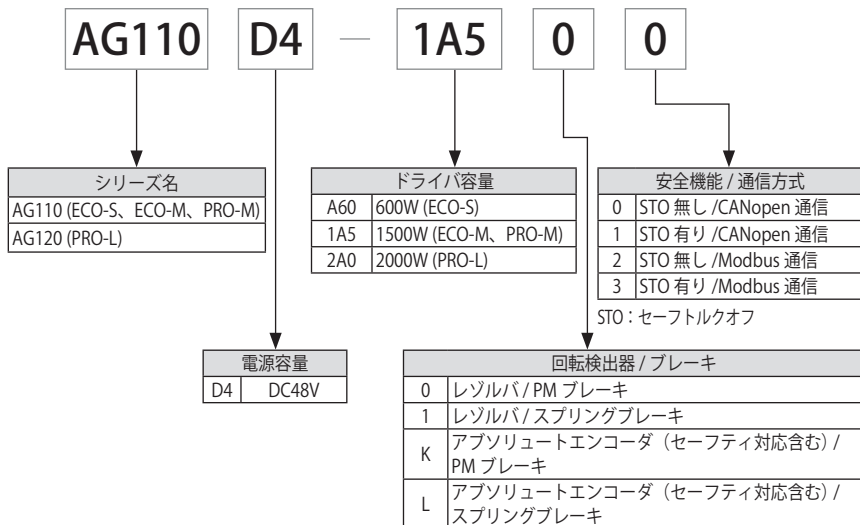 AG110 D4 — 1A5 0 0
シリーズ名
AG110 (ECO-S、ECO-M、PRO-M)
AG120 (PRO-L)
ドライバ容量
A60 600W (ECO-S)
1A5 1500W (ECO-M、PRO-M)
2A0 2000W (PRO-L)
安全機能 / 通信方式
0 STO 無し /CANopen 通信
1 STO 有り /CANopen 通信
2 STO 無し /Modbus 通信
3 STO 有り /Modbus 通信
STO：セーフトルクオフ
電源容量
D4 DC48V
回転検出器 / ブレーキ
0 レゾルバ / PM ブレーキ
1 レゾルバ / スプリングブレーキ
K アブソリュートエンコーダ（セーフティ対応含む）/
PM ブレーキ
L アブソリュートエンコーダ（セーフティ対応含む）/
スプリングブレーキ